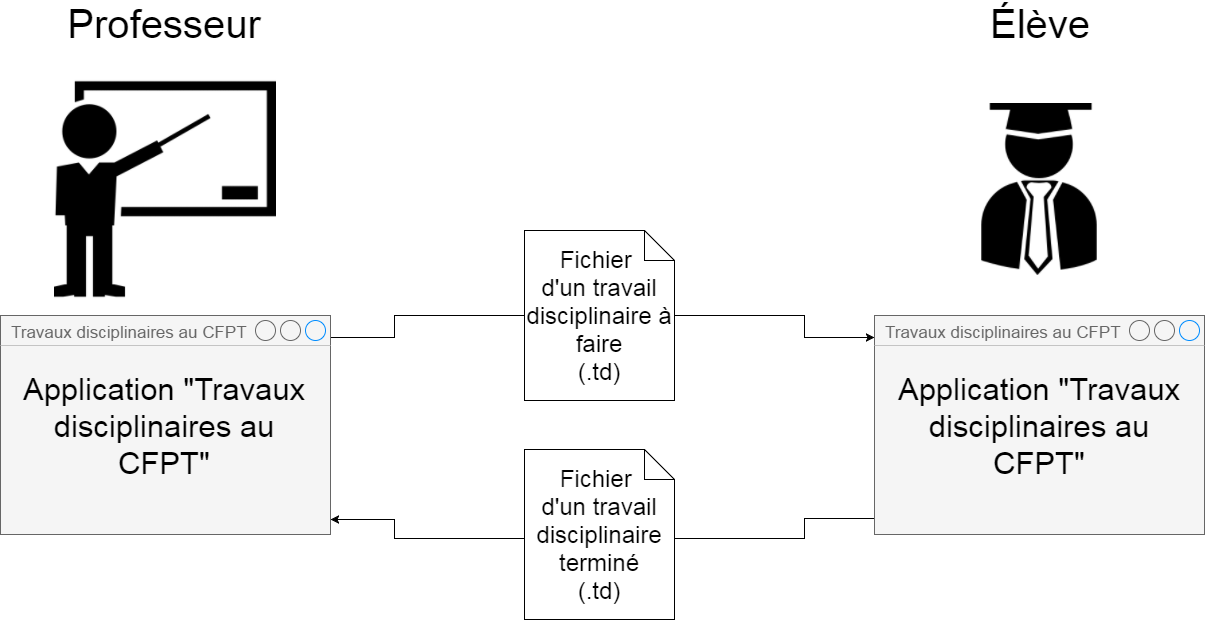 Professeur
Élève
Fichier
d'un travail
disciplinaire à
faire
(.td)
Travaux disciplinaires au CFPT
Application "Travaux
disciplinaires au
CFPT"
Travaux disciplinaires au CFPT
Application "Travaux
disciplinaires au
CFPT"
Fichier
d'un travail
disciplinaire
terminé
(.td)